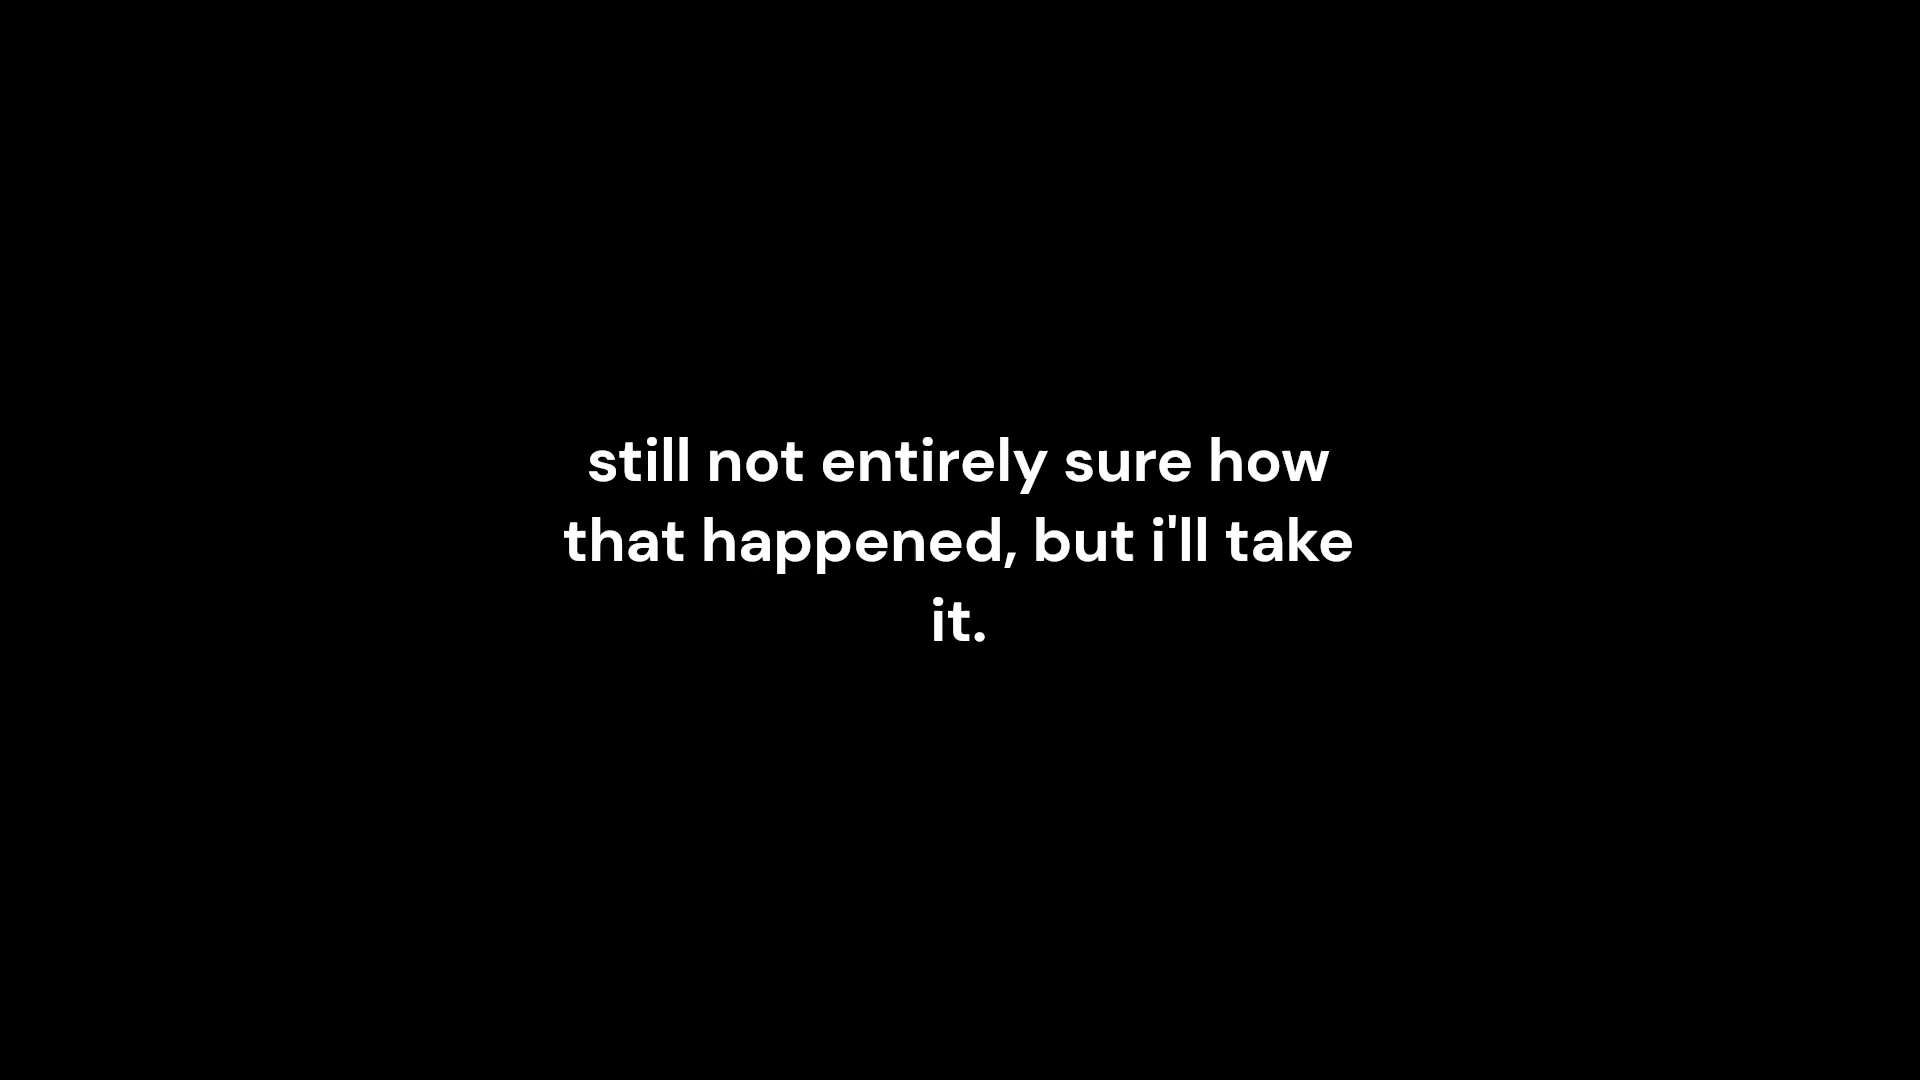 still not entirely sure how
that happened, but i'll take
it.